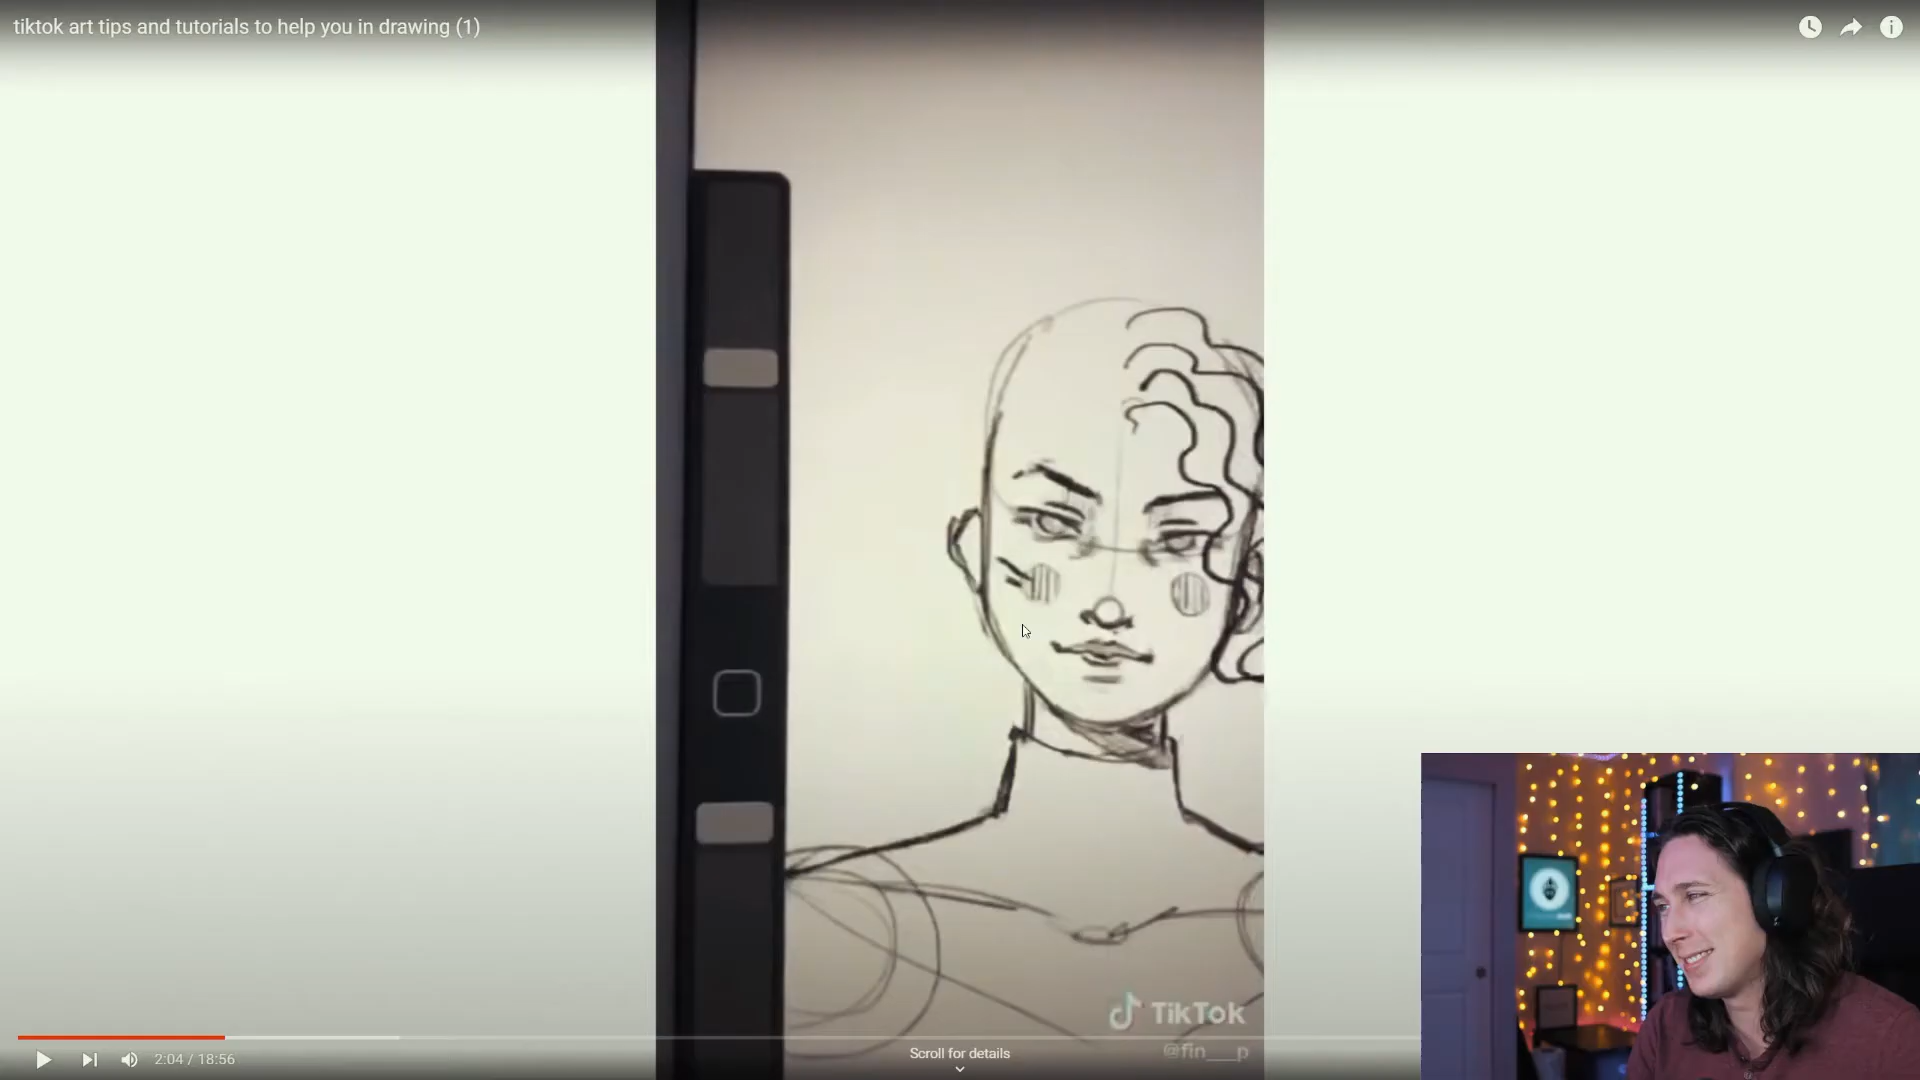 tiktok art tips and tutorials to help you in drawing (1)
TikTok
@fin___p
2:04 / 18:56
Scroll for details